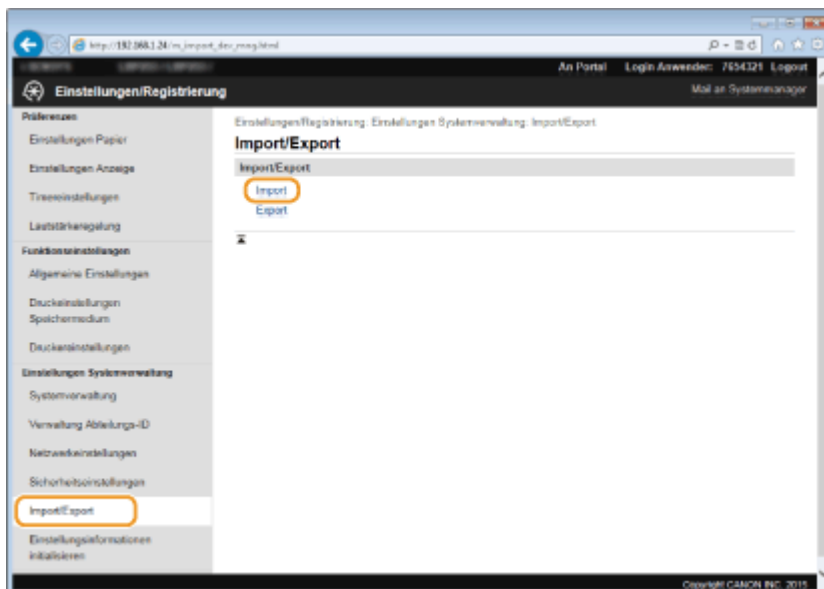 http://192.168.1.24/m_import_dev_mng.html
An Portal Login Anwender: 7654321 Logout
Einstellungen/Registrierung
Mail an Systemmanager
Präferenzen
Einstellungen Papier
Einstellungen Anzeige
Timereinstellungen
Lautstärkeregelung
Funktionseinstellungen
Allgemeine Einstellungen
Druckeinstellungen
Speichermedium
Druckereinstellungen
Einstellungen Systemverwaltung
Systemverwaltung
Verwaltung Abteilungs-ID
Netzwerkeinstellungen
Sicherheitseinstellungen
Import/Export
Einstellungsinformationen
initialisieren
Einstellungen/Registrierung: Einstellungen Systemverwaltung: Import/Export
Import/Export
Import/Export
Import
Export
Copyright CANON INC. 2015